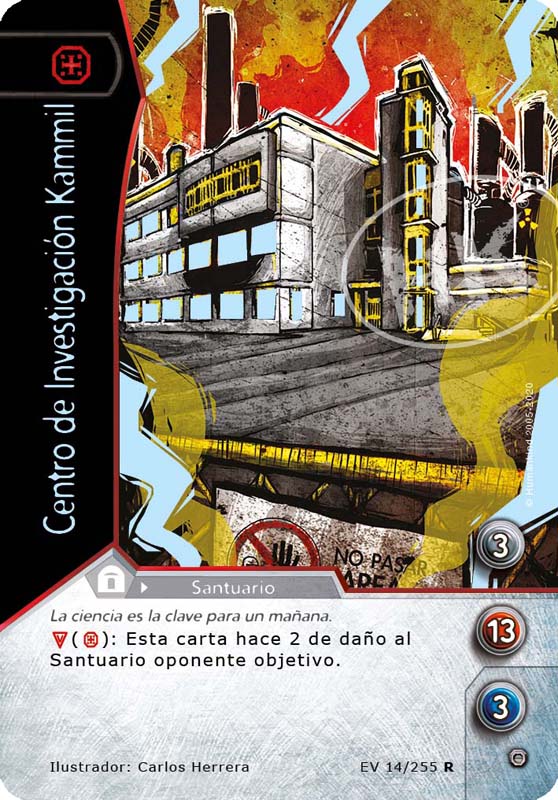 Centro de Investigación Kammil
NO PASAR
3
Santuario
La ciencia es la clave para un mañana.
( ): Esta carta hace 2 de daño al
Santuario oponente objetivo.
13
3
Ilustrador: Carlos Herrera
EV 14/255 R